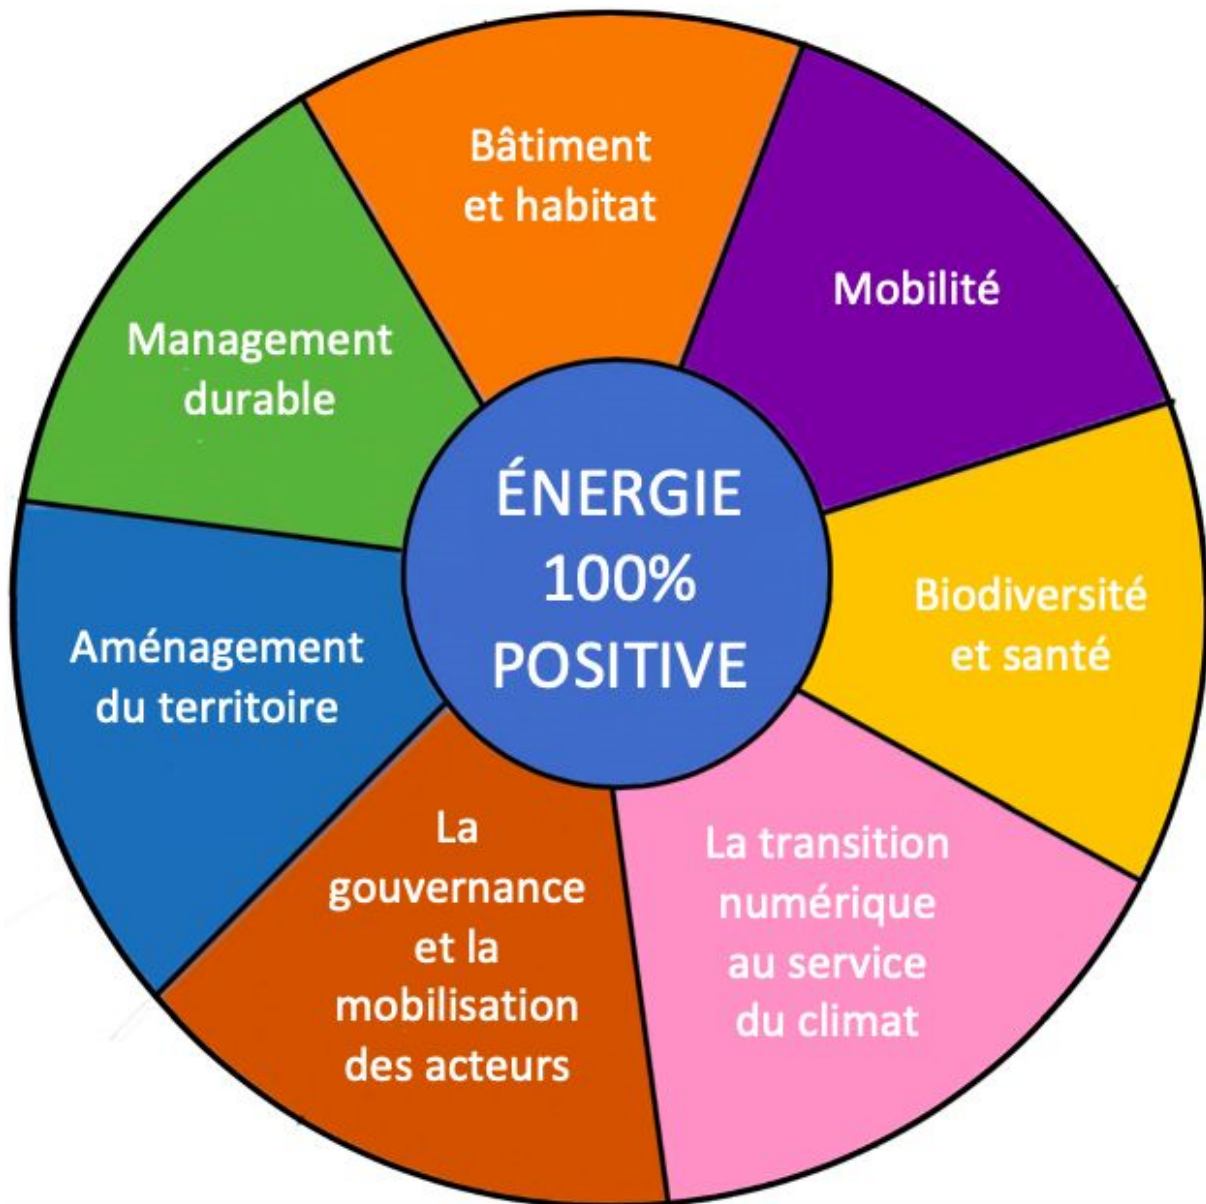 Bâtiment
et habitat
Mobilité
Management
durable
ÉNERGIE
100%
POSITIVE
Biodiversité
et santé
Aménagement
du territoire
La
gouvernance
et la
mobilisation
des acteurs
La transition
numérique
au service
du climat